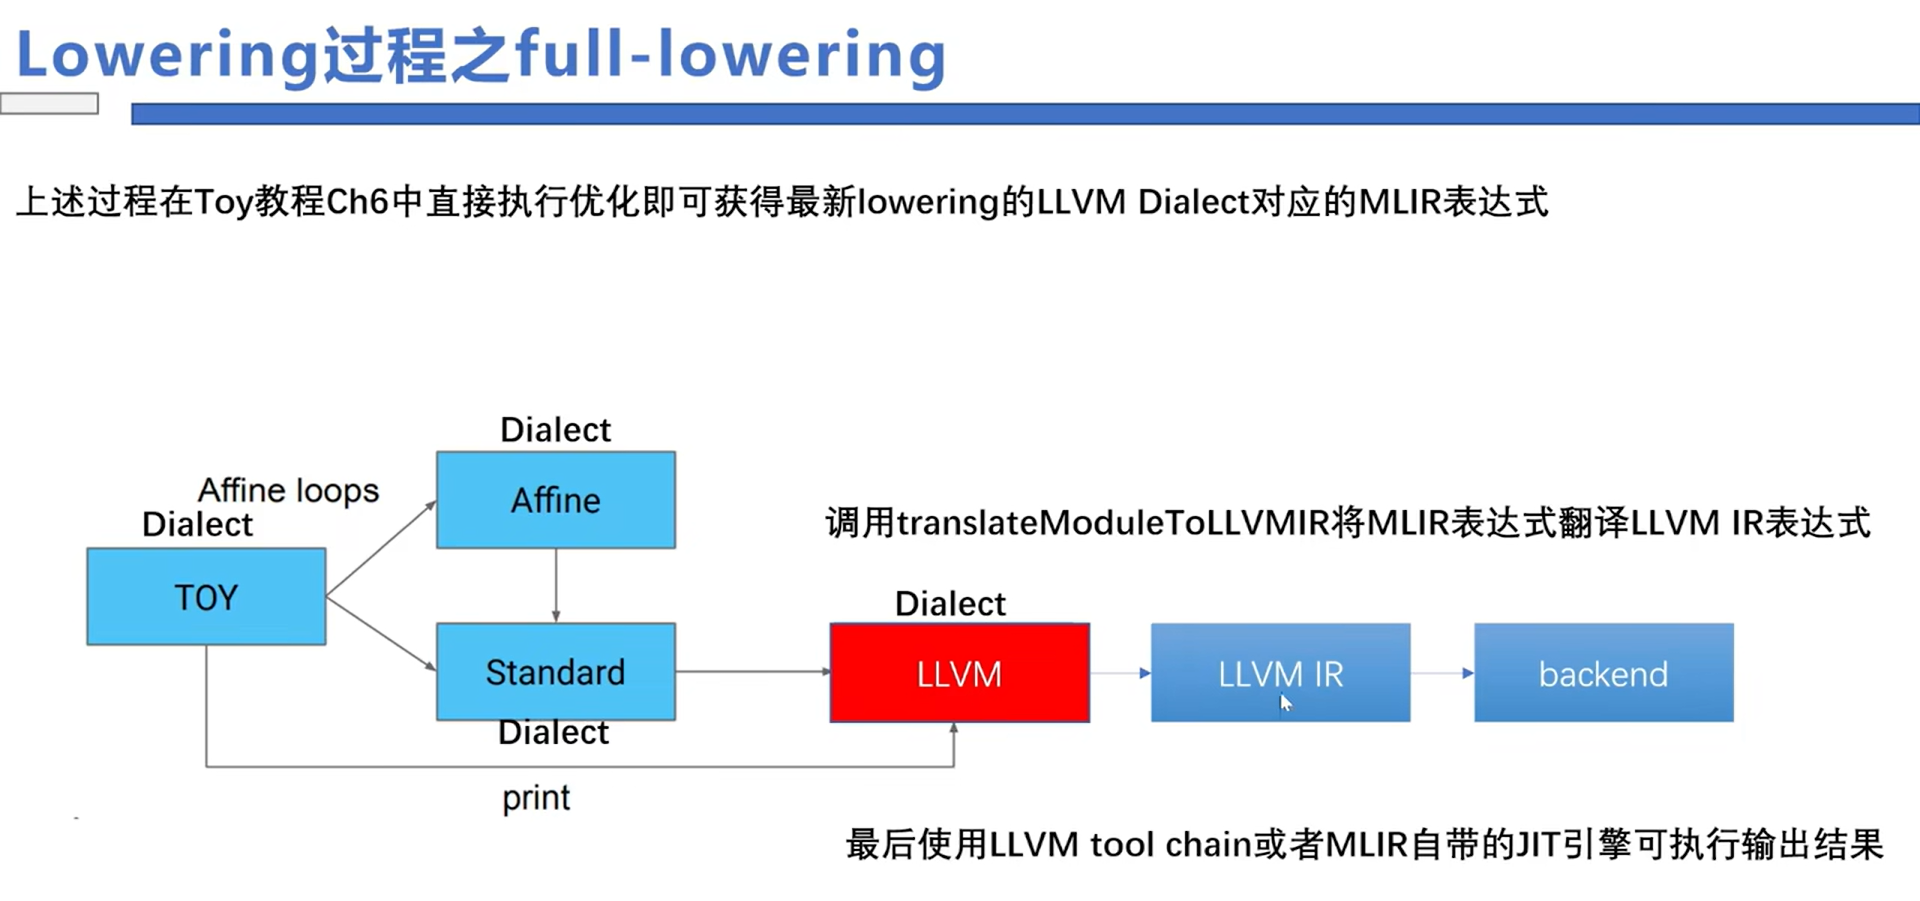 Lowering过程之full-lowering
上述过程在Toy教程Ch6中直接执行优化即可获得最新lowering的LLVM Dialect对应的MLIR表达式
Dialect
Affine loops
Affine
Dialect
TOY
调用translateModuleToLLVMIR将MLIR表达式翻译LLVM IR表达式
Dialect
Standard
LLVM
LLVM IR
backend
Dialect
print
最后使用LLVM tool chain或者MLIR自带的JIT引擎可执行输出结果